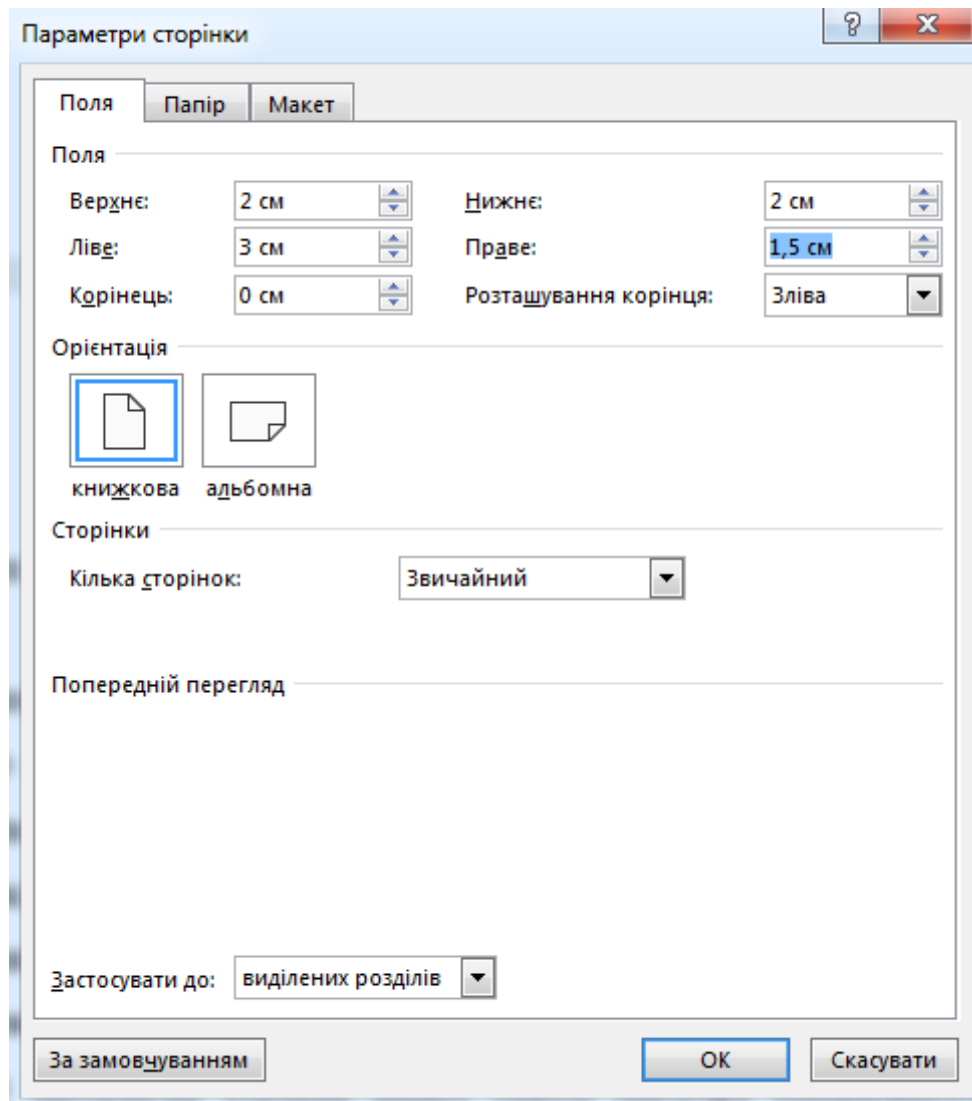 Параметри сторінки
Поля Папір Макет
Поля
Верхнє: 2 см Нижнє: 2 см
Ліве: 3 см Праве: 1,5 см
Корінець: 0 см Розташування корінця: Зліва
Орієнтація
книжкова альбомна
Сторінки
Кілька сторінок: Звичайний
Попередній перегляд
Застосувати до: виділених розділів
За замовчуванням ОК Скасувати